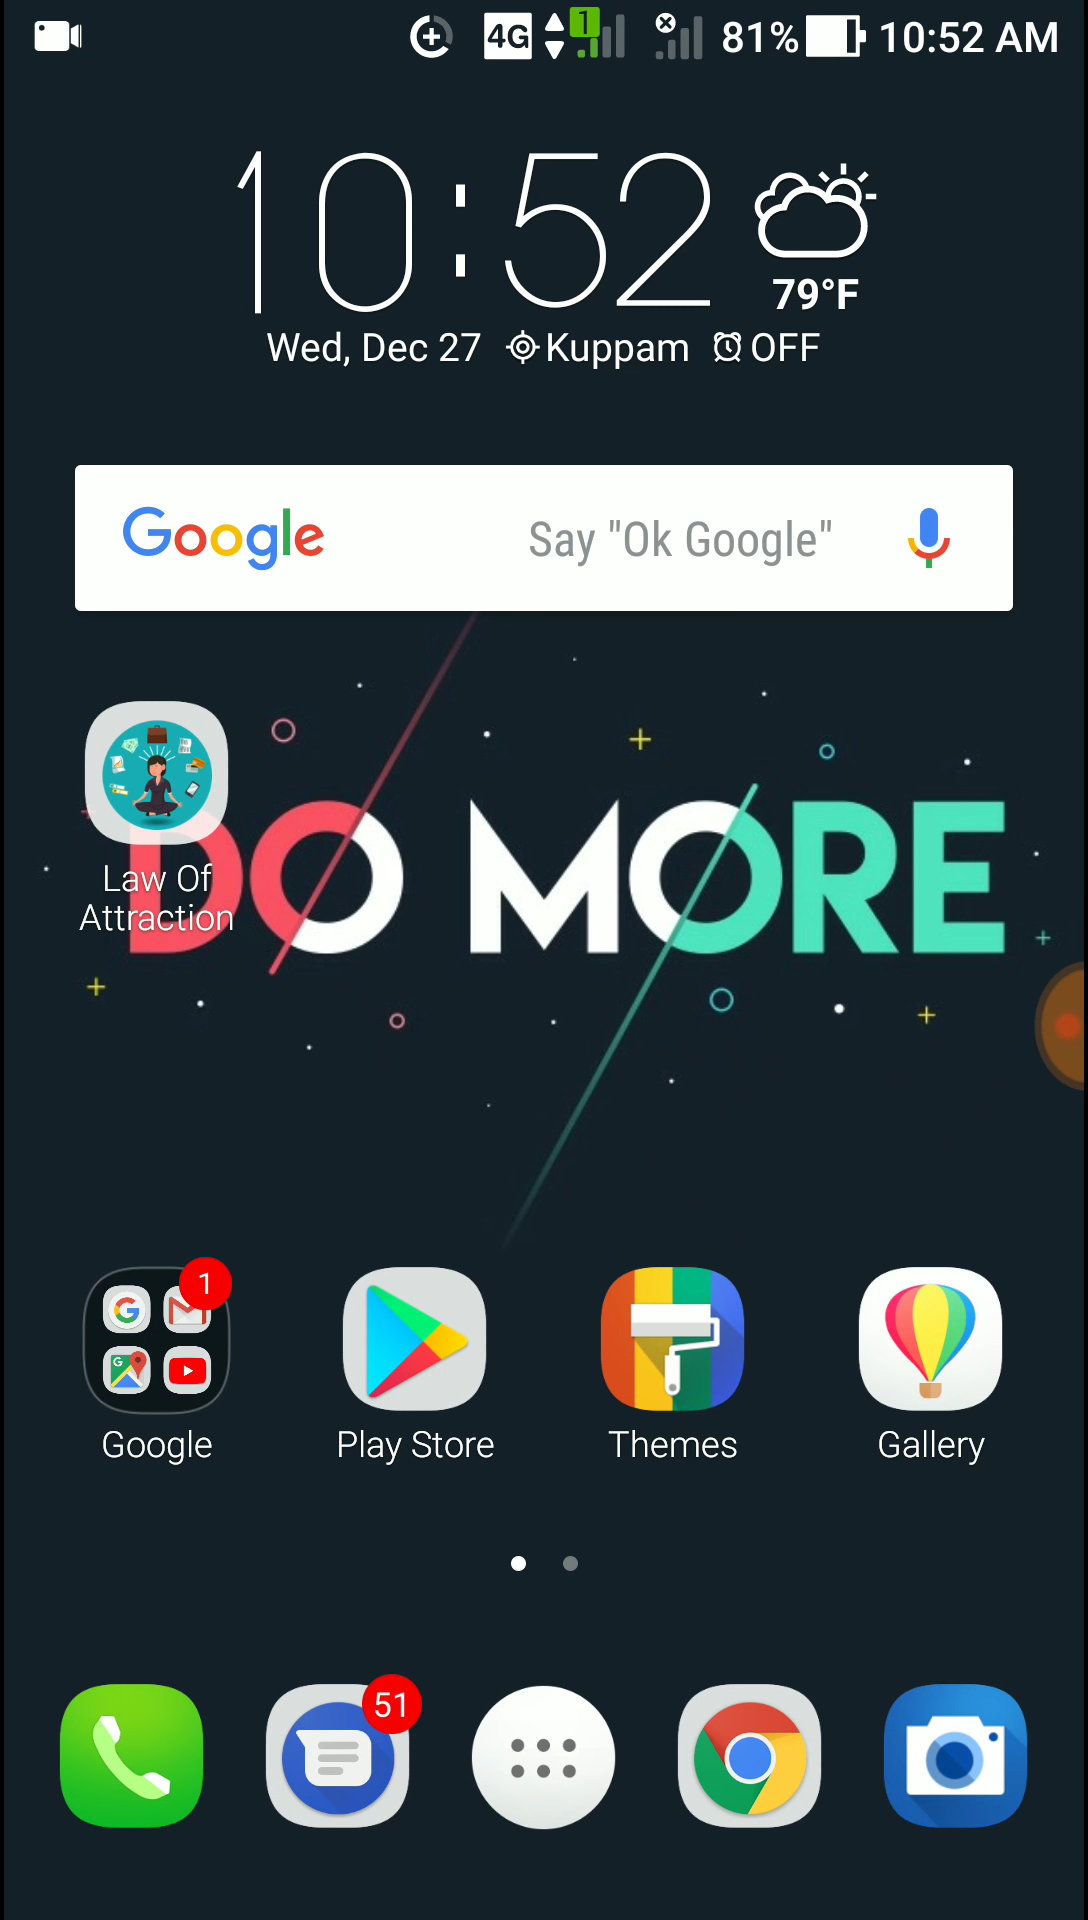 4G 1 81% 10:52 AM
10:52
79°F
Wed, Dec 27 Kuppam OFF
Google Say "Ok Google"
DO MORE
Law Of
Attraction
1
Google Play Store Themes Gallery
51